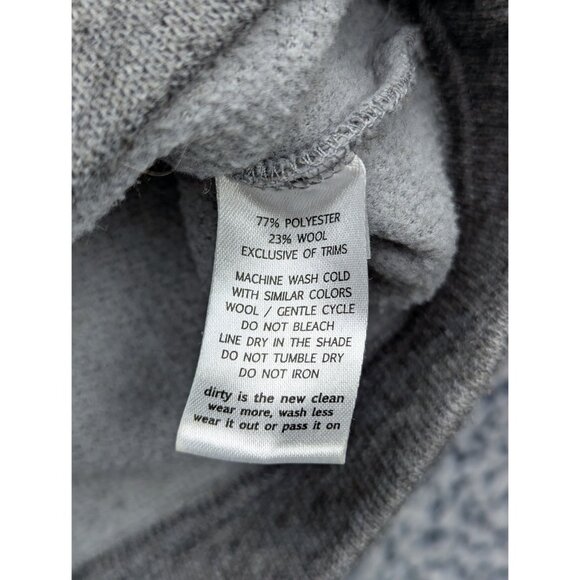 77% POLYESTER
23% WOOL
EXCLUSIVE OF TRIMS
MACHINE WASH COLD
WITH SIMILAR COLORS
WOOL / GENTLE CYCLE
DO NOT BLEACH
LINE DRY IN THE SHADE
DO NOT TUMBLE DRY
DO NOT IRON
dirty is the new clean
wear more, wash less
wear it out or pass it on